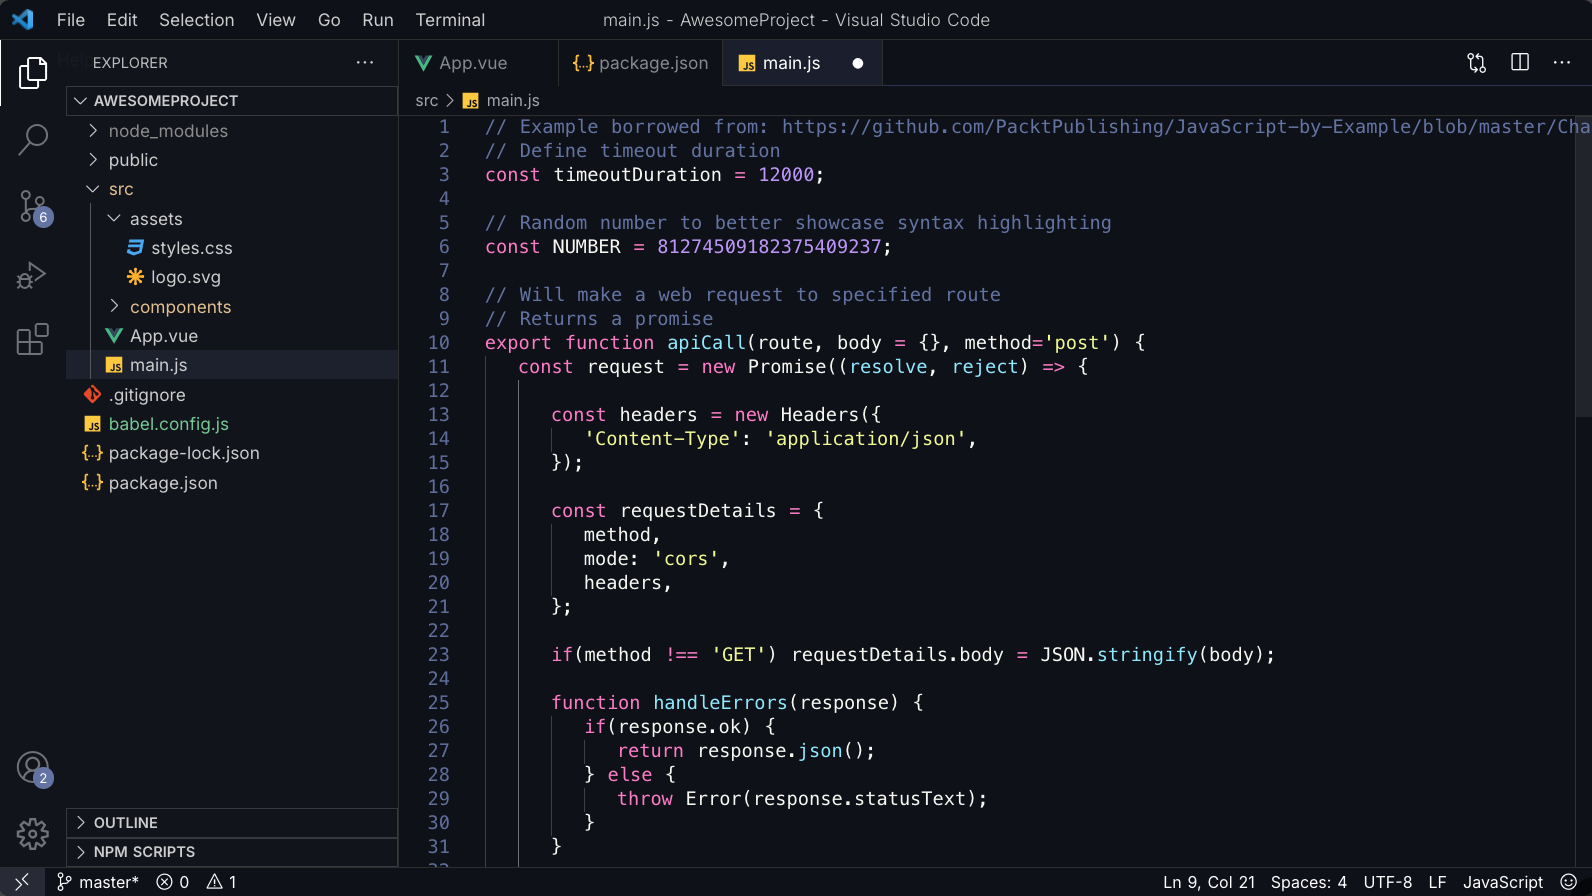 File Edit Selection View Go Run Terminal
main.js - AwesomeProject - Visual Studio Code
EXPLORER
App.vue
{..} package.json
JS main.js
AWESOMEPROJECT
src > JS main.js
node_modules
public
src
assets
styles.css
logo.svg
components
App.vue
JS main.js
.gitignore
JS babel.config.js
{..} package-lock.json
{..} package.json
6
2
OUTLINE
NPM SCRIPTS
1 // Example borrowed from: https://github.com/PacktPublishing/JavaScript-by-Example/blob/master/Cha
2 // Define timeout duration
3 const timeoutDuration = 12000;
4
5 // Random number to better showcase syntax highlighting
6 const NUMBER = 81274509182375409237;
7
8 // Will make a web request to specified route
9 // Returns a promise
10 export function apiCall(route, body = {}, method='post') {
11 const request = new Promise((resolve, reject) => {
12
13 const headers = new Headers({
14 'Content-Type': 'application/json',
15 });
16
17 const requestDetails = {
18 method,
19 mode: 'cors',
20 headers,
21 };
22
23 if(method !== 'GET') requestDetails.body = JSON.stringify(body);
24
25 function handleErrors(response) {
26 if(response.ok) {
27 return response.json();
28 } else {
29 throw Error(response.statusText);
30 }
31 }
master* 0 1
Ln 9, Col 21 Spaces: 4 UTF-8 LF JavaScript